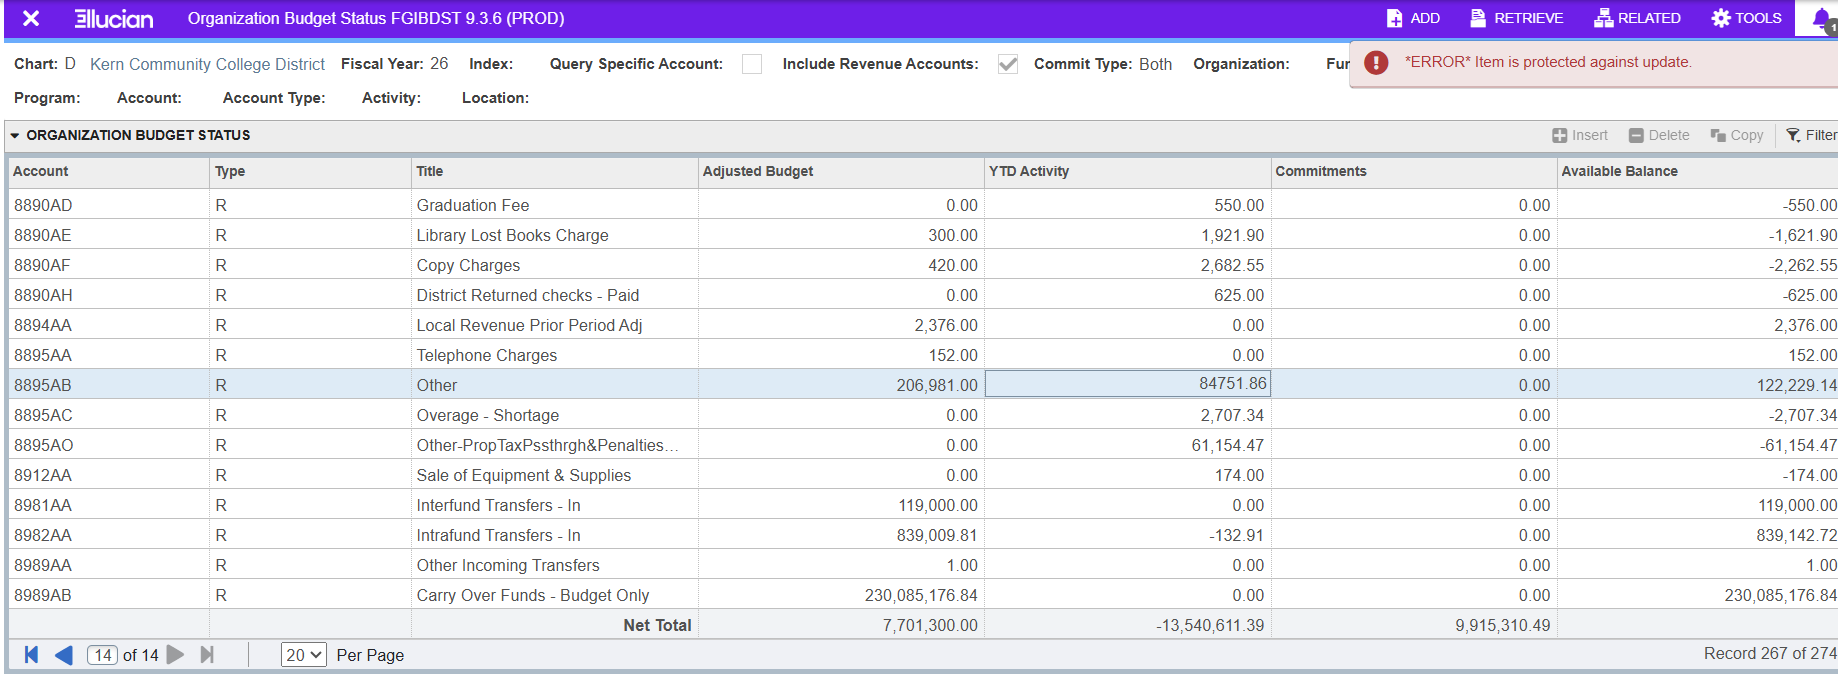 ellucian Organization Budget Status FGIBDST 9.3.6 (PROD) ADD RETRIEVE RELATED TOOLS 1
Chart: D Kern Community College District Fiscal Year: 26 Index: Query Specific Account: Include Revenue Accounts: Commit Type: Both Organization: *ERROR* Item is protected against update.
Program: Account: Account Type: Activity: Location:
ORGANIZATION BUDGET STATUS Insert Delete Copy Filter
Account Type Title Adjusted Budget YTD Activity Commitments Available Balance
8890AD R Graduation Fee 0.00 550.00 0.00 -550.00
8890AE R Library Lost Books Charge 300.00 1,921.90 0.00 -1,621.90
8890AF R Copy Charges 420.00 2,682.55 0.00 -2,262.55
8890AH R District Returned checks - Paid 0.00 625.00 0.00 -625.00
8894AA R Local Revenue Prior Period Adj 2,376.00 0.00 0.00 2,376.00
8895AA R Telephone Charges 152.00 0.00 0.00 152.00
8895AB R Other 206,981.00 84751.86 0.00 122,229.14
8895AC R Overage - Shortage 0.00 2,707.34 0.00 -2,707.34
8895AO R Other-PropTaxPssthrgh&Penalties... 0.00 61,154.47 0.00 -61,154.47
8912AA R Sale of Equipment & Supplies 0.00 174.00 0.00 -174.00
8981AA R Interfund Transfers - In 119,000.00 0.00 0.00 119,000.00
8982AA R Intrafund Transfers - In 839,009.81 -132.91 0.00 839,142.72
8989AA R Other Incoming Transfers 1.00 0.00 0.00 1.00
8989AB R Carry Over Funds - Budget Only 230,085,176.84 0.00 0.00 230,085,176.84
Net Total 7,701,300.00 -13,540,611.39 9,915,310.49
14 of 14 20 Per Page Record 267 of 274